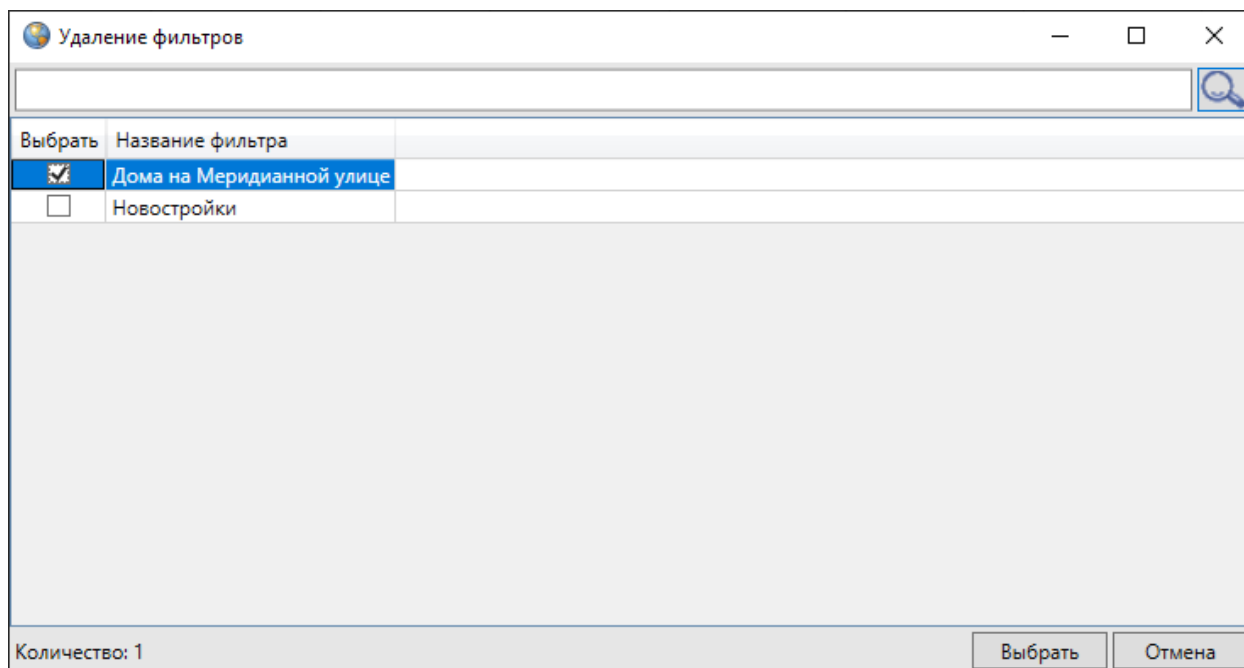 Удаление фильтров
Выбрать Название фильтра
Дома на Меридианной улице
Новостройки
Количество: 1 Выбрать Отмена